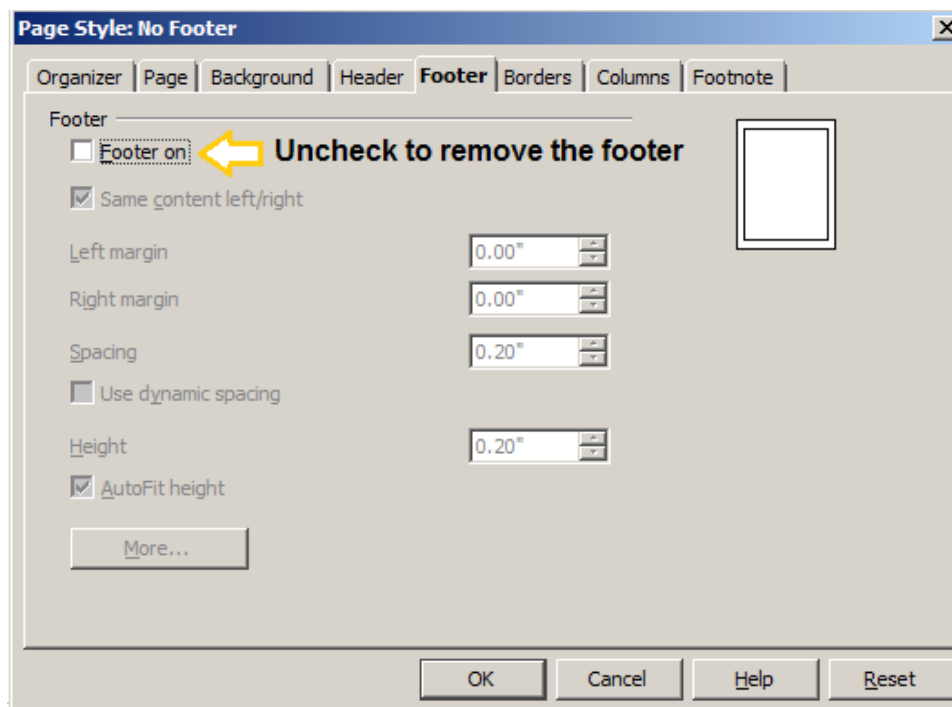 Page Style: No Footer
Organizer Page Background Header Footer Borders Columns Footnote
Footer
Footer on Uncheck to remove the footer
Same content left/right
Left margin 0.00"
Right margin 0.00"
Spacing 0.20"
Use dynamic spacing
Height 0.20"
AutoFit height
More...
OK Cancel Help Reset